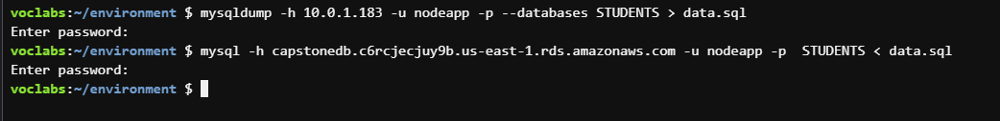 voclabs:~/environment $ mysqldump -h 10.0.1.183 -u nodeapp -p --databases STUDENTS > data.sql
Enter password:
voclabs:~/environment $ mysql -h capstonedb.c6rcjecjuy9b.us-east-1.rds.amazonaws.com -u nodeapp -p  STUDENTS < data.sql
Enter password:
voclabs:~/environment $